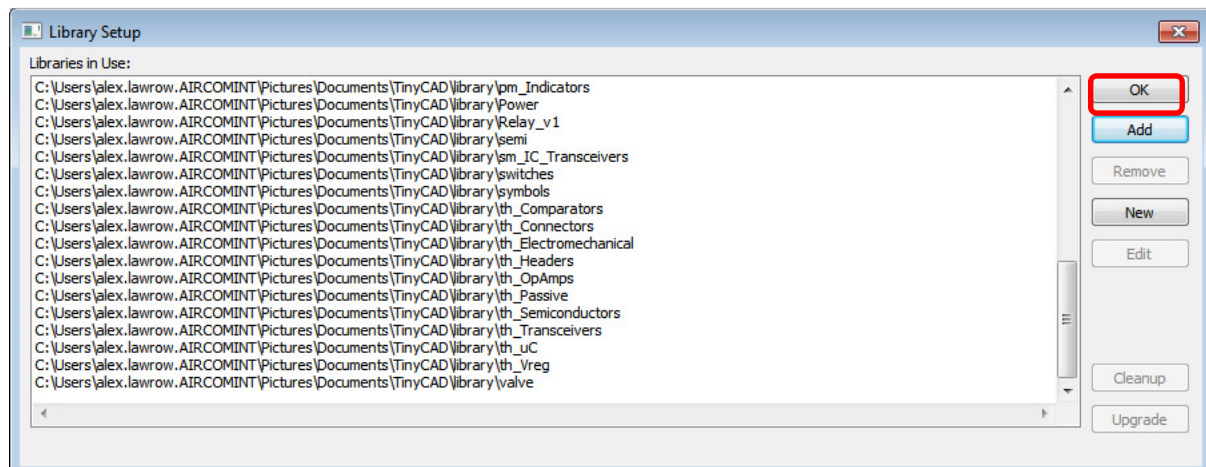 Library Setup
Libraries in Use:
C:\Users\alex.lawrow.AIRCOMINT\Pictures\Documents\TinyCAD\library\pm_Indicators
C:\Users\alex.lawrow.AIRCOMINT\Pictures\Documents\TinyCAD\library\Power
C:\Users\alex.lawrow.AIRCOMINT\Pictures\Documents\TinyCAD\library\Relay_v1
C:\Users\alex.lawrow.AIRCOMINT\Pictures\Documents\TinyCAD\library\semi
C:\Users\alex.lawrow.AIRCOMINT\Pictures\Documents\TinyCAD\library\sm_IC_Transceivers
C:\Users\alex.lawrow.AIRCOMINT\Pictures\Documents\TinyCAD\library\switches
C:\Users\alex.lawrow.AIRCOMINT\Pictures\Documents\TinyCAD\library\symbols
C:\Users\alex.lawrow.AIRCOMINT\Pictures\Documents\TinyCAD\library\th_Comparators
C:\Users\alex.lawrow.AIRCOMINT\Pictures\Documents\TinyCAD\library\th_Connectors
C:\Users\alex.lawrow.AIRCOMINT\Pictures\Documents\TinyCAD\library\th_Electromechanical
C:\Users\alex.lawrow.AIRCOMINT\Pictures\Documents\TinyCAD\library\th_Headers
C:\Users\alex.lawrow.AIRCOMINT\Pictures\Documents\TinyCAD\library\th_OpAmps
C:\Users\alex.lawrow.AIRCOMINT\Pictures\Documents\TinyCAD\library\th_Passive
C:\Users\alex.lawrow.AIRCOMINT\Pictures\Documents\TinyCAD\library\th_Semiconductors
C:\Users\alex.lawrow.AIRCOMINT\Pictures\Documents\TinyCAD\library\th_Transceivers
C:\Users\alex.lawrow.AIRCOMINT\Pictures\Documents\TinyCAD\library\th_uC
C:\Users\alex.lawrow.AIRCOMINT\Pictures\Documents\TinyCAD\library\th_Vreg
C:\Users\alex.lawrow.AIRCOMINT\Pictures\Documents\TinyCAD\library\valve
OK
Add
Remove
New
Edit
Cleanup
Upgrade